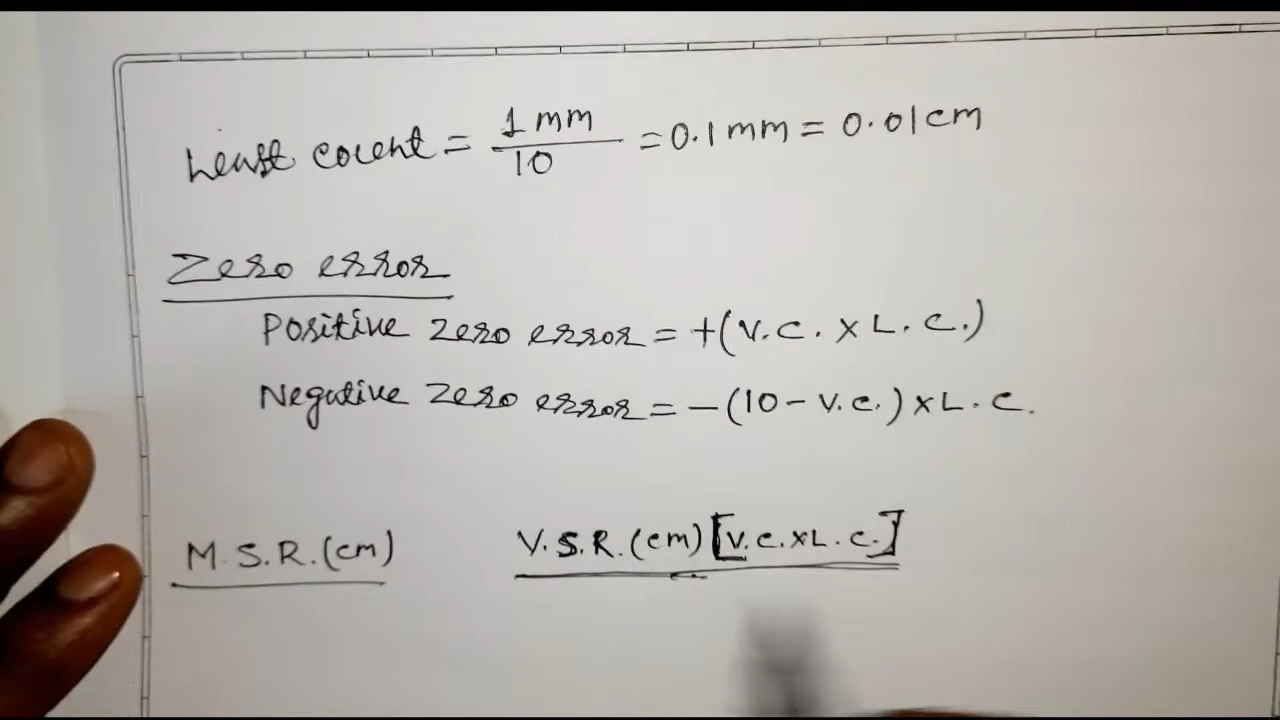 Least count = 1 mm / 10 = 0.1 mm = 0.01 cm
Zero error
Positive zero error = +(V.C. × L.C.)
Negative zero error = -(10 - V.C.) × L.C.
M.S.R.(cm) V.S.R.(cm) [V.C. × L.C.]